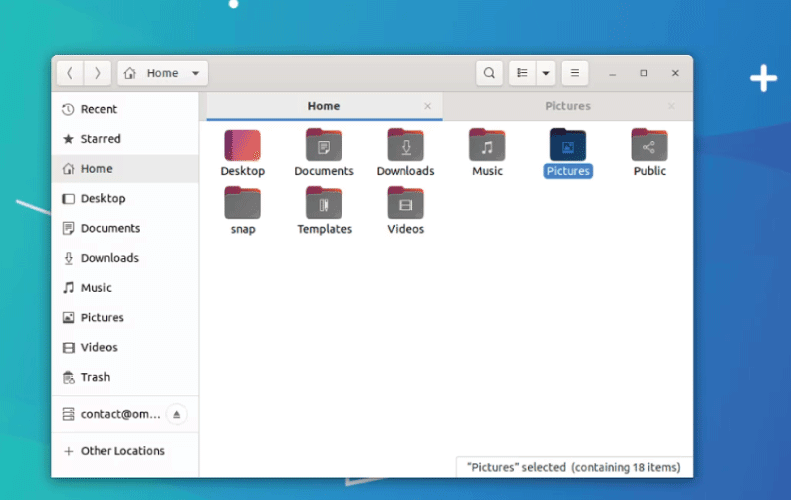 Home
Home
Pictures
Recent
Starred
Home
Desktop
Documents
Downloads
Music
Pictures
Videos
Trash
contact@om...
Other Locations
Desktop
Documents
Downloads
Music
Pictures
Public
snap
Templates
Videos
"Pictures" selected (containing 18 items)